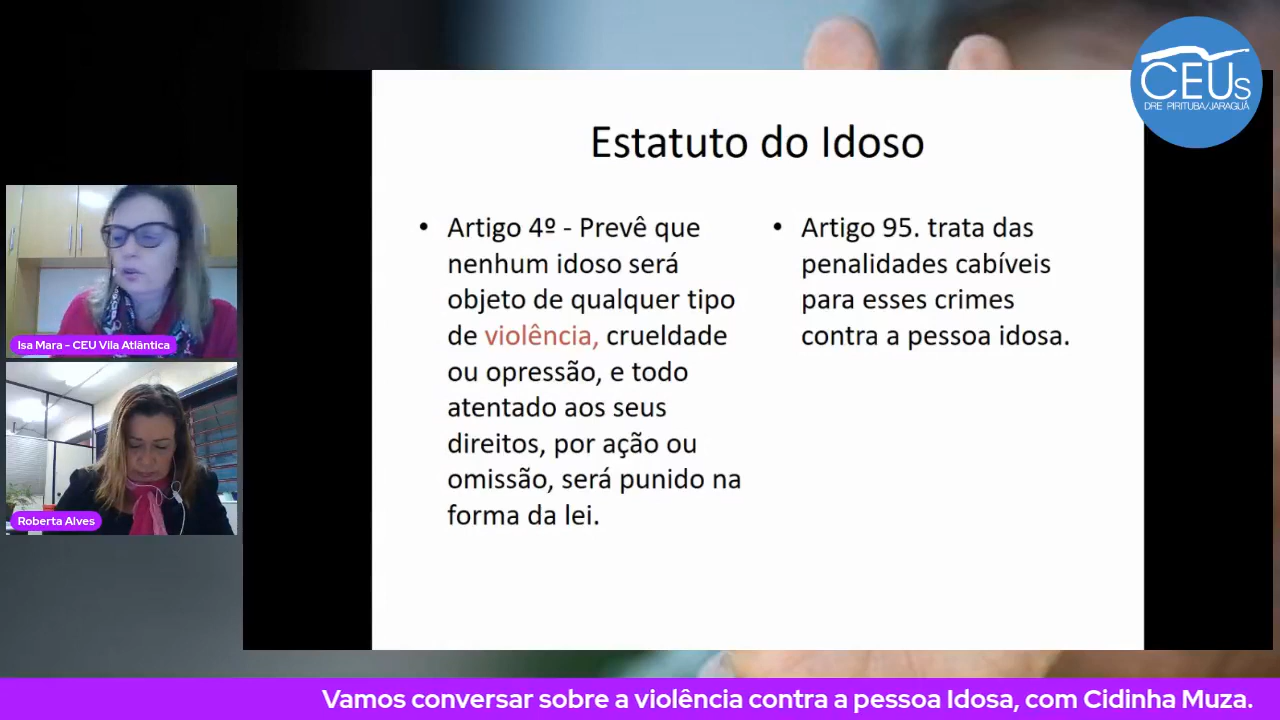 CEUs
DRE PIRITUBA/JARAGUÁ
Estatuto do Idoso
• Artigo 4º - Prevê que
nenhum idoso será
objeto de qualquer tipo
de violência, crueldade
ou opressão, e todo
atentado aos seus
direitos, por ação ou
omissão, será punido na
forma da lei.
• Artigo 95. trata das
penalidades cabíveis
para esses crimes
contra a pessoa idosa.
Isa Mara - CEU Vila Atlântica
Roberta Alves
Vamos conversar sobre a violência contra a pessoa Idosa, com Cidinha Muza.